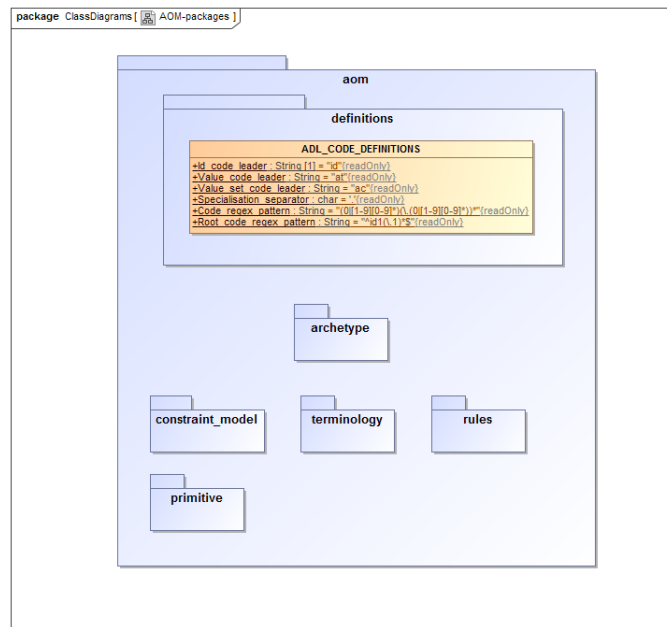 package ClassDiagrams [ AOM-packages ]
aom
definitions
ADL_CODE_DEFINITIONS
+Id_code_leader : String [1] = "id"{readOnly}
+Value_code_leader : String = "at"{readOnly}
+Value_set_code_leader : String = "ac"{readOnly}
+Specialisation_separator : char = '.'{readOnly}
+Code_regex_pattern : String = "(0|[1-9][0-9]*)(\.(0|[1-9][0-9]*))*"{readOnly}
+Root_code_regex_pattern : String = "^id1(\.1)*$"{readOnly}
archetype
constraint_model
terminology
rules
primitive